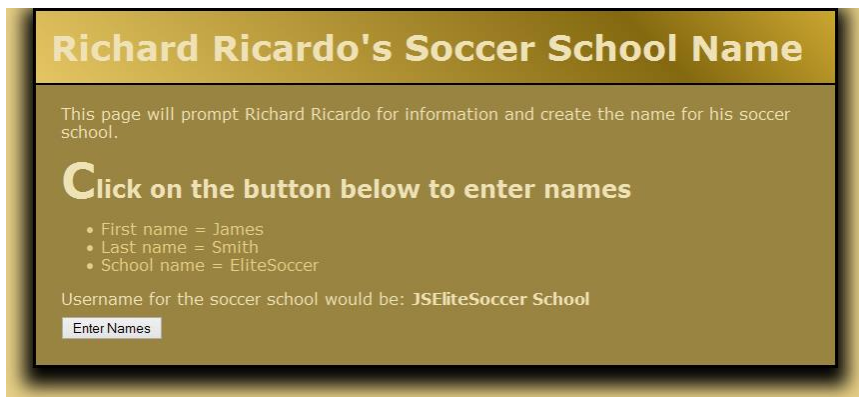 Richard Ricardo's Soccer School Name
This page will prompt Richard Ricardo for information and create the name for his soccer
school.
Click on the button below to enter names
• First name = James
• Last name = Smith
• School name = EliteSoccer
Username for the soccer school would be: JSEliteSoccer School
Enter Names